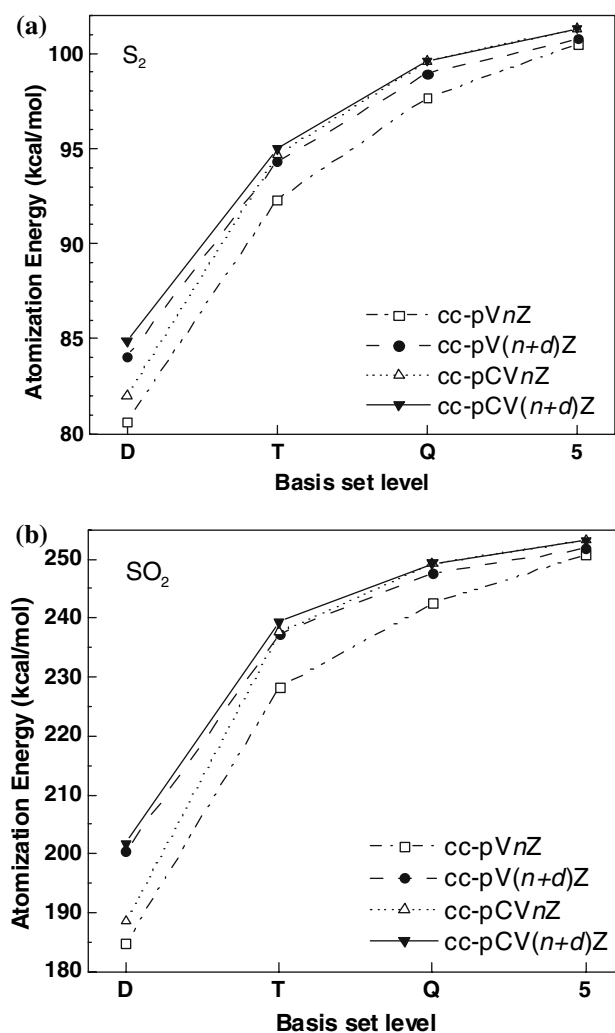 (a)
S₂
Atomization Energy (kcal/mol)
100
95
90
85
80
D T Q 5
Basis set level
cc-pVnZ
cc-pV(n+d)Z
cc-pCVnZ
cc-pCV(n+d)Z
(b)
SO₂
Atomization Energy (kcal/mol)
250
240
230
220
210
200
190
180
D T Q 5
Basis set level
cc-pVnZ
cc-pV(n+d)Z
cc-pCVnZ
cc-pCV(n+d)Z